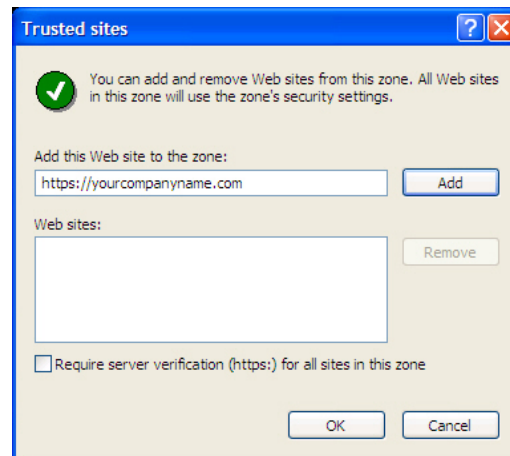 Trusted sites
You can add and remove Web sites from this zone. All Web sites
in this zone will use the zone's security settings.
Add this Web site to the zone:
https://yourcompanyname.com
Add
Web sites:
Remove
Require server verification (https:) for all sites in this zone
OK
Cancel